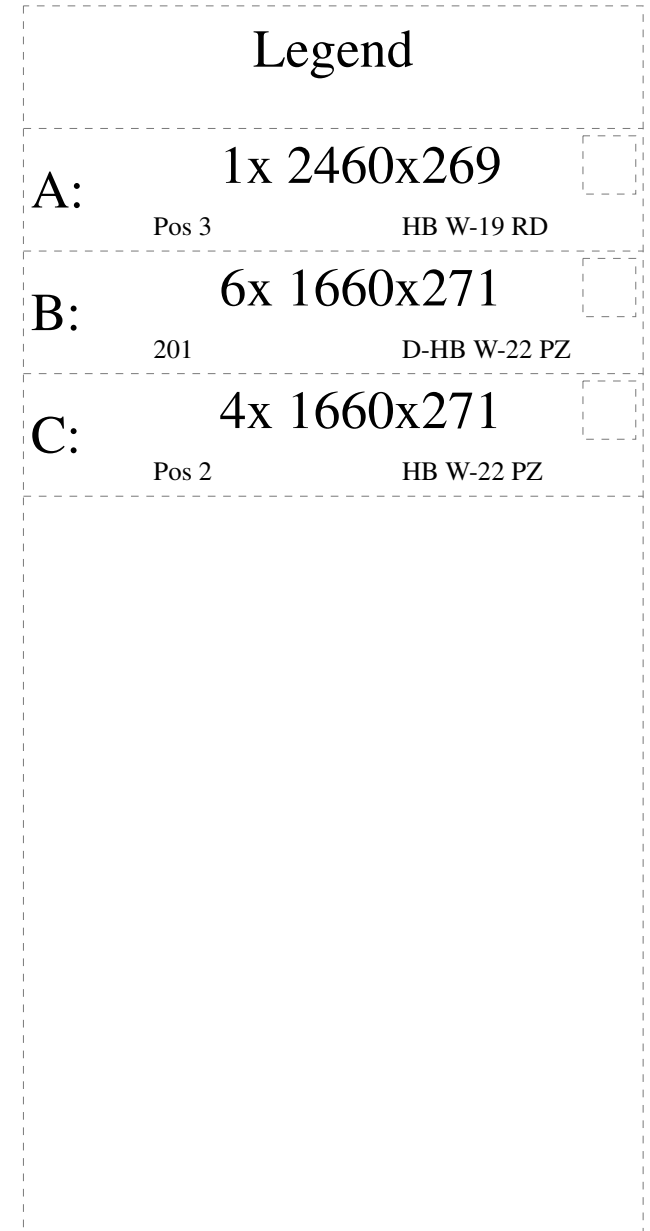 Legend
A:
1x 2460x269
Pos 3 HB W-19 RD
B:
6x 1660x271
201 D-HB W-22 PZ
C:
4x 1660x271
Pos 2 HB W-22 PZ